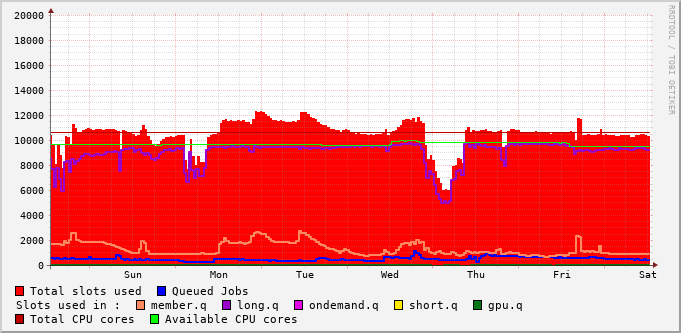 20000
18000
16000
14000
12000
10000
8000
6000
4000
2000
0
Sun Mon Tue Wed Thu Fri Sat
RRDTOOL / TOBI OETIKER
Total slots used Queued Jobs
Slots used in : member.q long.q ondemand.q short.q gpu.q
Total CPU cores Available CPU cores